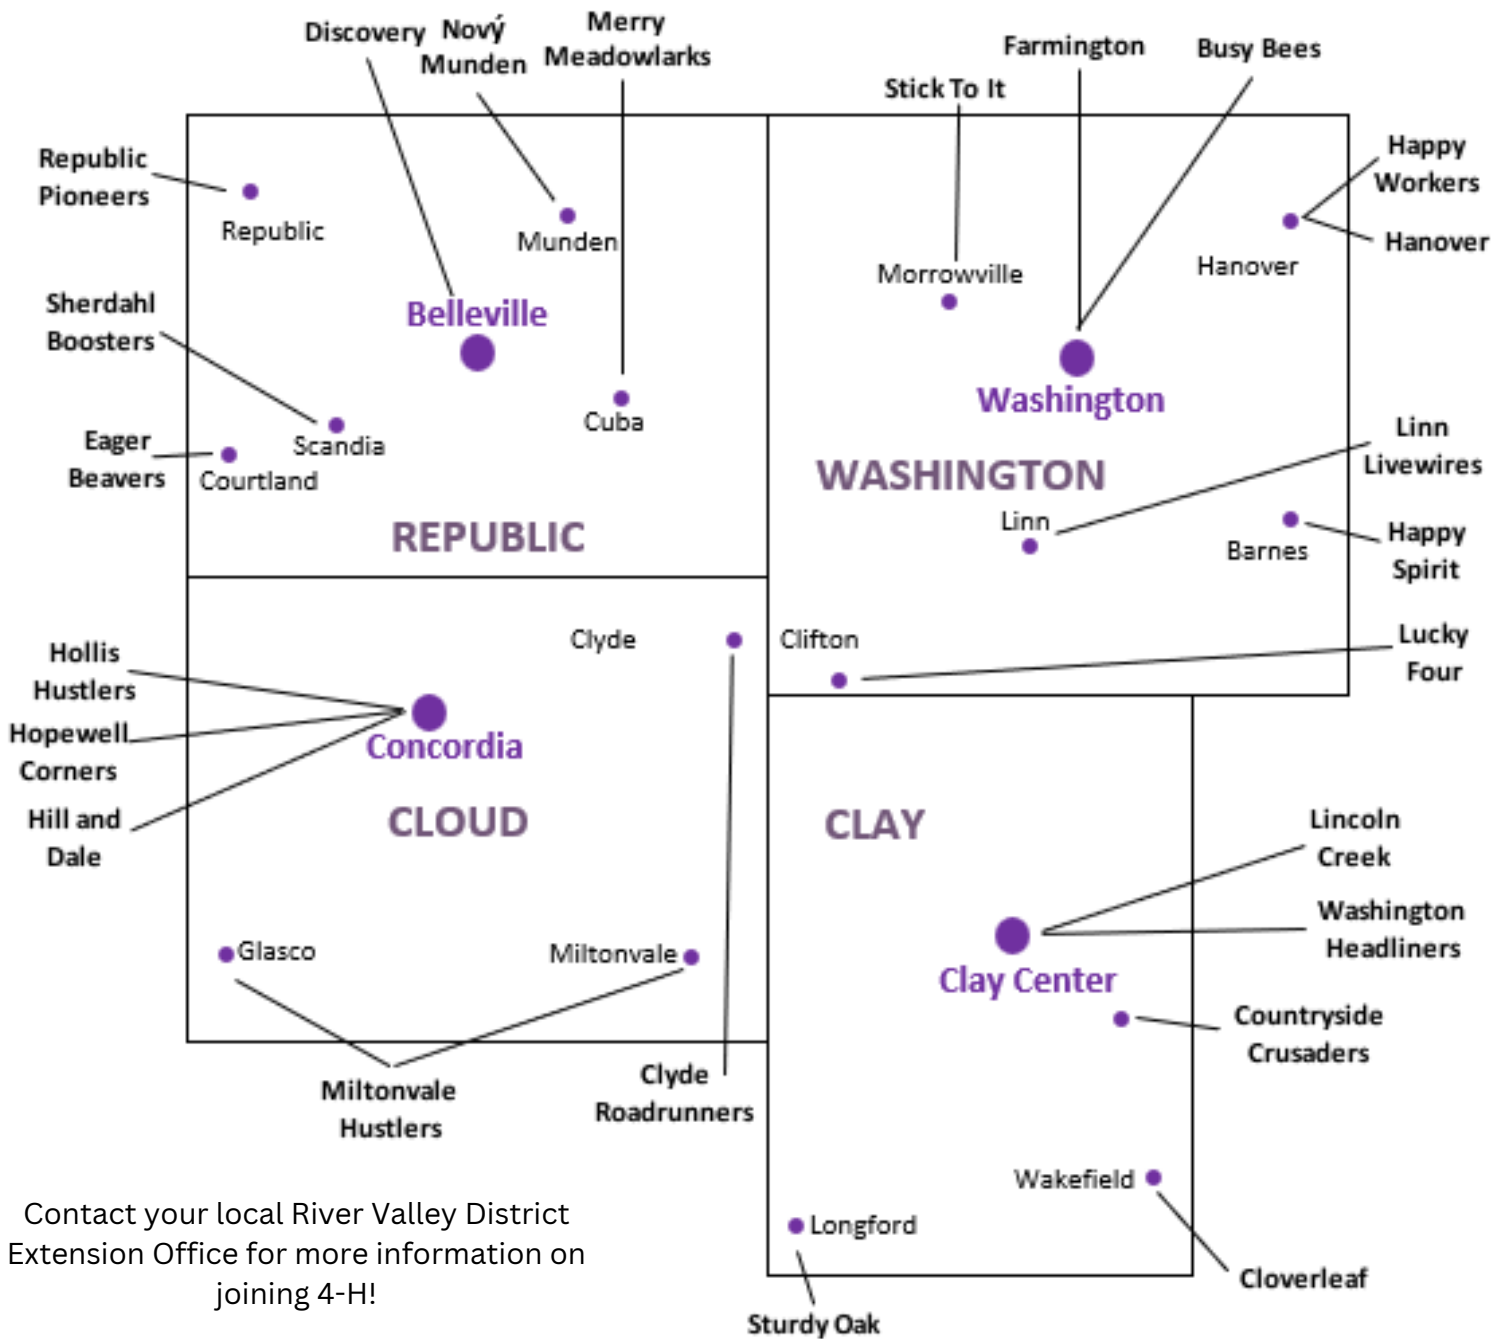 Discovery
Nový
Munden
Merry
Meadowlarks
Farmington
Busy Bees
Stick To It
Republic
Pioneers
Happy
Workers
Republic
Munden
Hanover
Hanover
Morrowville
Sherdahl
Boosters
Belleville
Washington
Cuba
Scandia
Eager
Beavers
Courtland
Linn
Livewires
WASHINGTON
REPUBLIC
Linn
Barnes
Happy
Spirit
Hollis
Hustlers
Clyde
Clifton
Lucky
Four
Hopewell
Corners
Concordia
Hill and
Dale
CLOUD
CLAY
Lincoln
Creek
Washington
Headliners
Glasco
Miltonvale
Clay Center
Countryside
Crusaders
Miltonvale
Hustlers
Clyde
Roadrunners
Wakefield
Longford
Cloverleaf
Sturdy Oak
Contact your local River Valley District
Extension Office for more information on
joining 4-H!